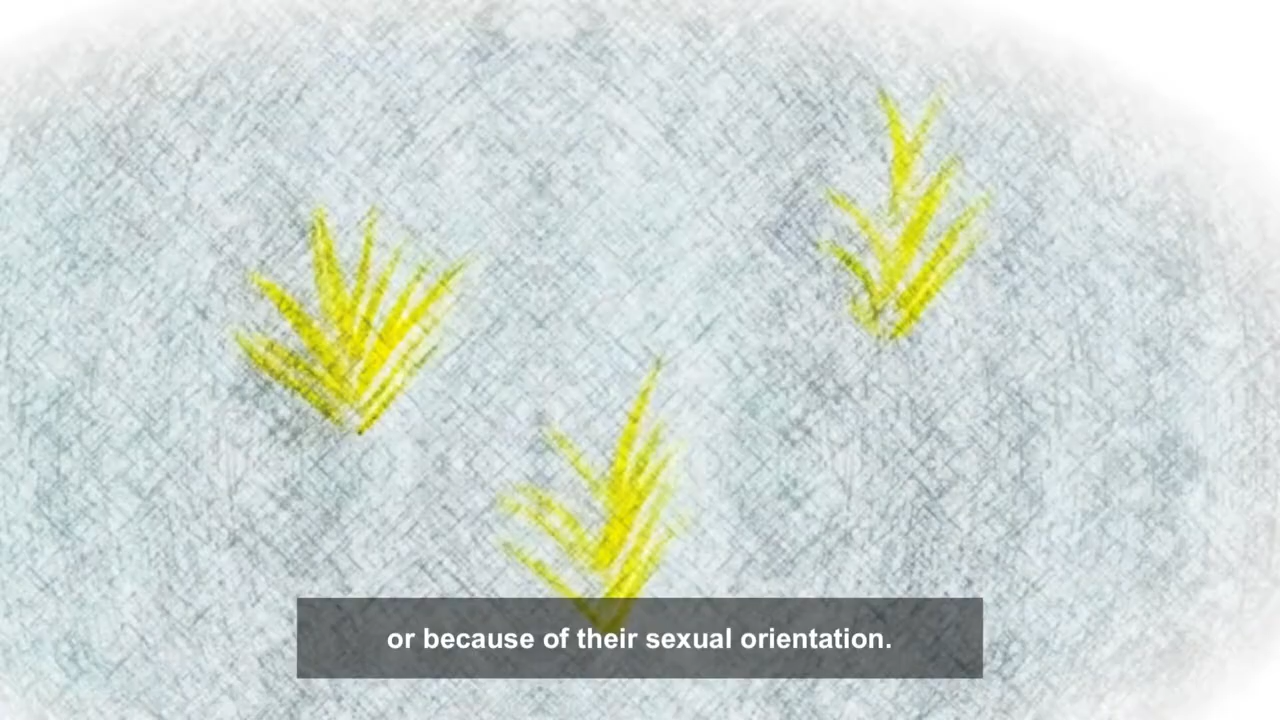 or because of their sexual orientation.